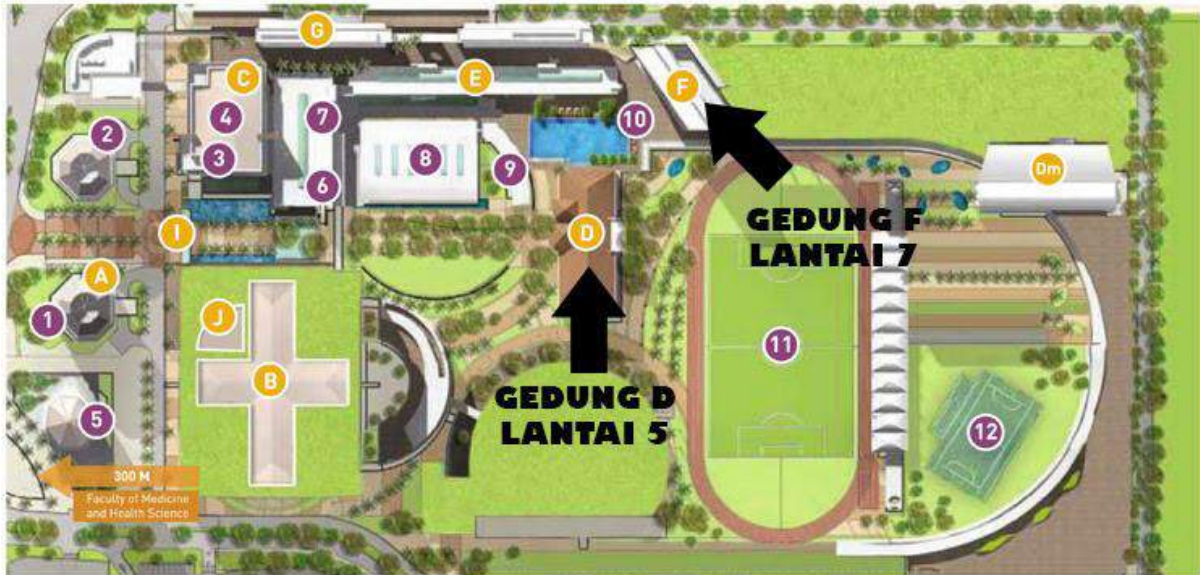 G
C
E
F
4
7
2
10
3
8
9
Dm
6
GEDUNG F
LANTAI 7
I
D
A
1
J
11
B
GEDUNG D
LANTAI 5
5
12
300 M
Faculty of Medicine
and Health Science